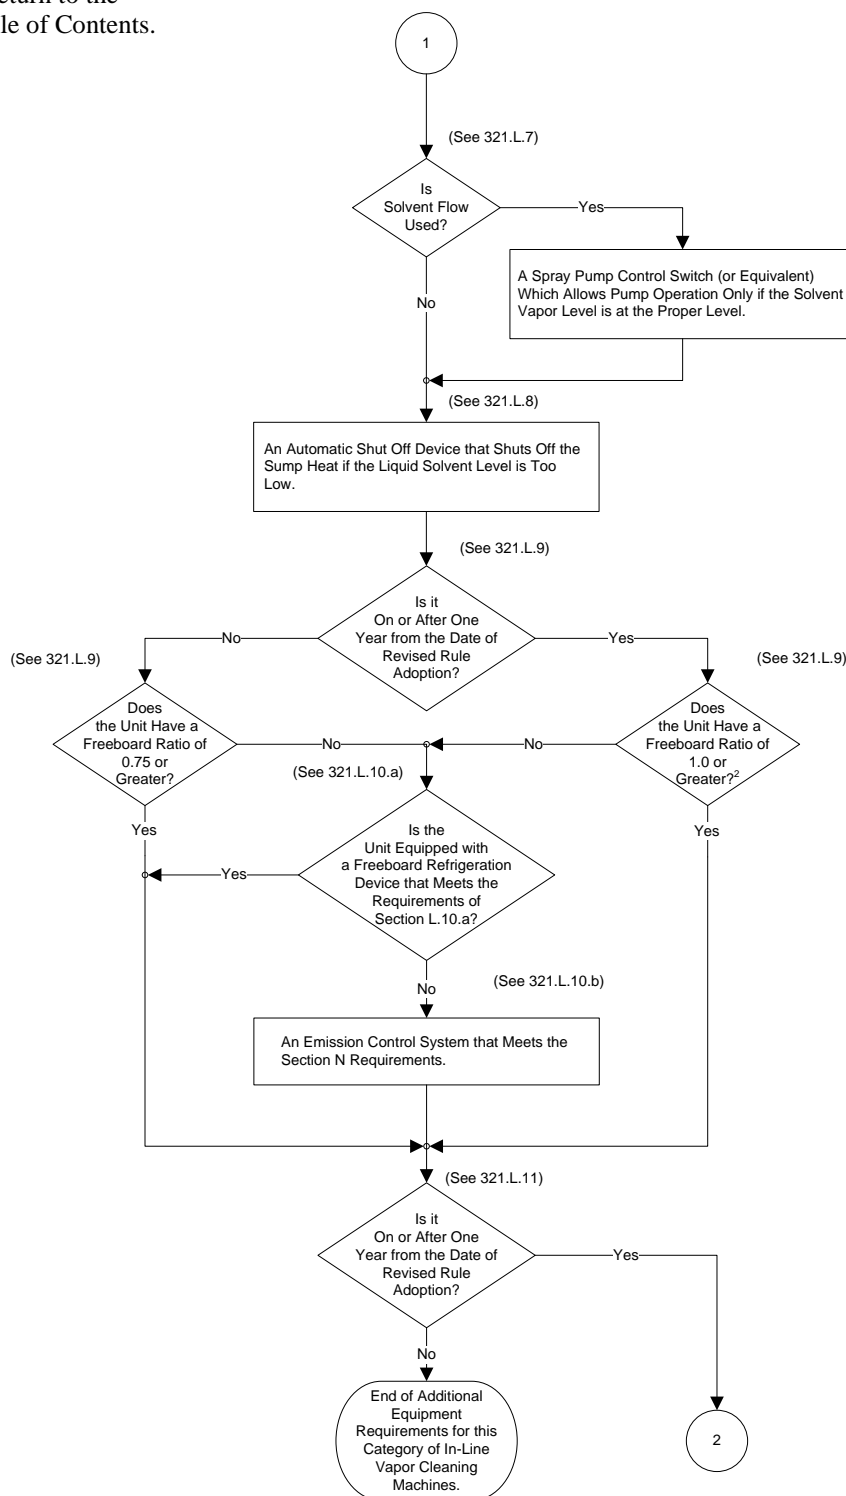 eturn to the
le of Contents.
1
(See 321.L.7)
Is
Solvent Flow
Used?
Yes
A Spray Pump Control Switch (or Equivalent)
Which Allows Pump Operation Only if the Solvent
Vapor Level is at the Proper Level.
No
(See 321.L.8)
An Automatic Shut Off Device that Shuts Off the
Sump Heat if the Liquid Solvent Level is Too
Low.
(See 321.L.9)
Is it
On or After One
Year from the Date of
Revised Rule
Adoption?
No
Yes
(See 321.L.9)
(See 321.L.9)
Does
the Unit Have a
Freeboard Ratio of
0.75 or
Greater?
No
No
Does
the Unit Have a
Freeboard Ratio of
1.0 or
Greater?²
(See 321.L.10.a)
Yes
Yes
Is the
Unit Equipped with
a Freeboard Refrigeration
Device that Meets the
Requirements of
Section L.10.a?
Yes
No
(See 321.L.10.b)
An Emission Control System that Meets the
Section N Requirements.
(See 321.L.11)
Is it
On or After One
Year from the Date of
Revised Rule
Adoption?
Yes
No
End of Additional
Equipment
Requirements for this
Category of In-Line
Vapor Cleaning
Machines.
2